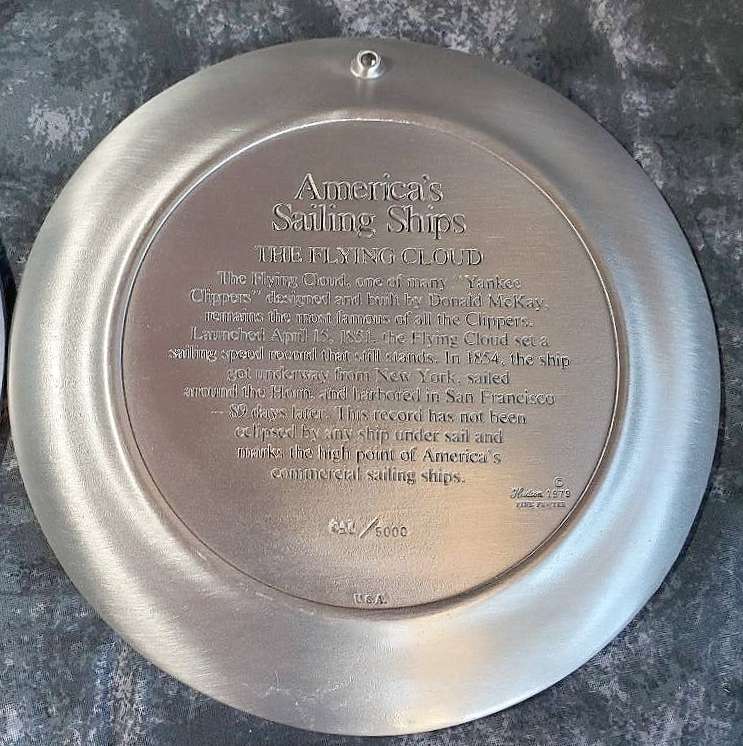 America's
Sailing Ships
THE FLYING CLOUD
The Flying Cloud, one of many "Yankee
Clippers" designed and built by Donald McKay,
remains the most famous of all the Clippers.
Launched April 15, 1851, the Flying Cloud set a
sailing speed record that still stands. In 1854, the ship
got underway from New York, sailed
around the Horn, and harbored in San Francisco
— 89 days later. This record has not been
eclipsed by any ship under sail and
marks the high point of America's
commercial sailing ships.
©
Hudson 1979
FINE PEWTER
/5000
U.S.A.